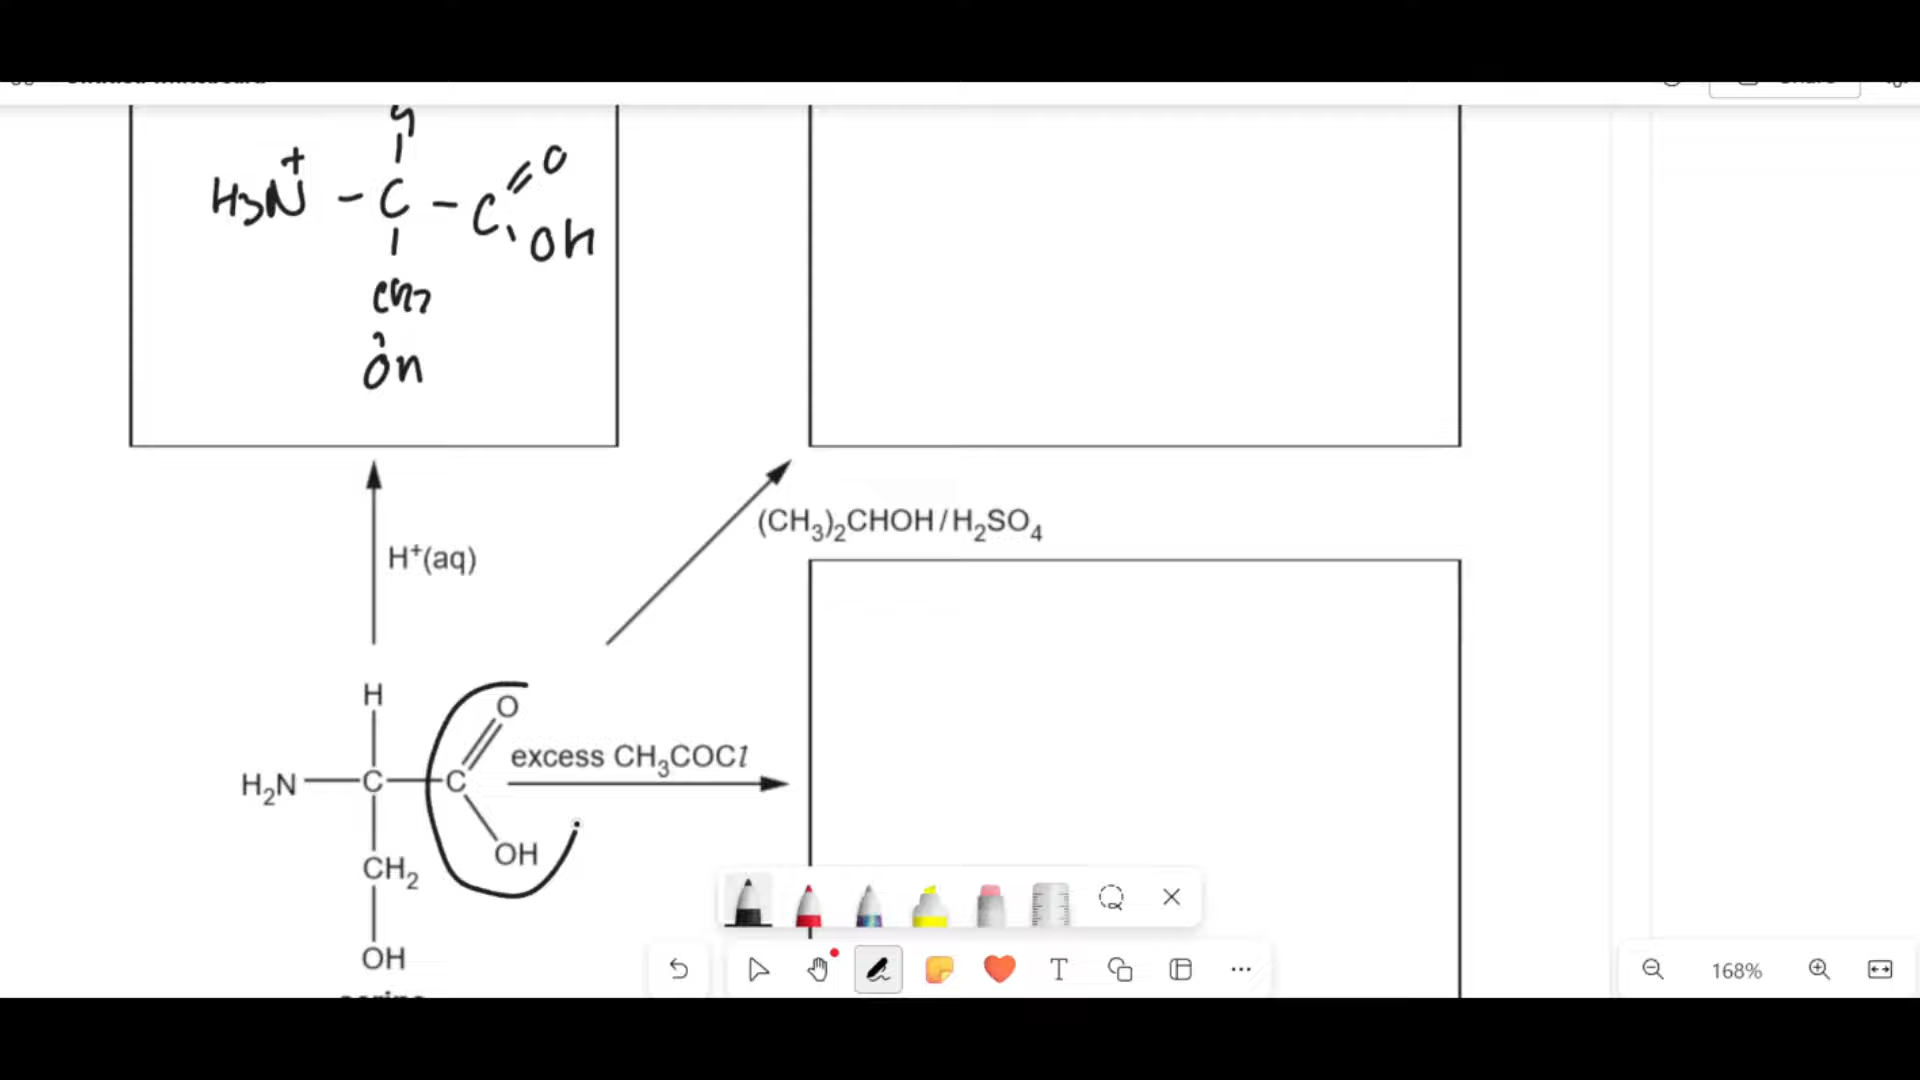 H3N+ - C - C = O
OH
CH2
OH
(CH3)2CHOH/H2SO4
H+(aq)
H
O
excess CH3COCl
H2N C C
OH
CH2
OH
168%
T